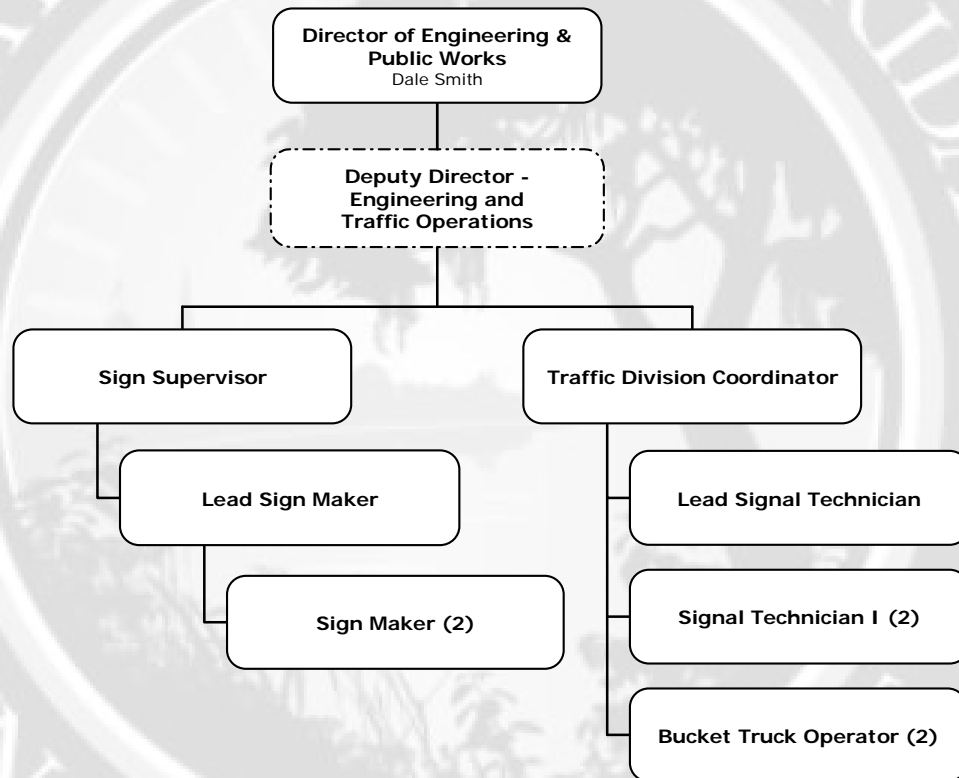 Director of Engineering &
Public Works
Dale Smith
Deputy Director -
Engineering and
Traffic Operations
Sign Supervisor
Traffic Division Coordinator
Lead Sign Maker
Lead Signal Technician
Sign Maker (2)
Signal Technician I (2)
Bucket Truck Operator (2)